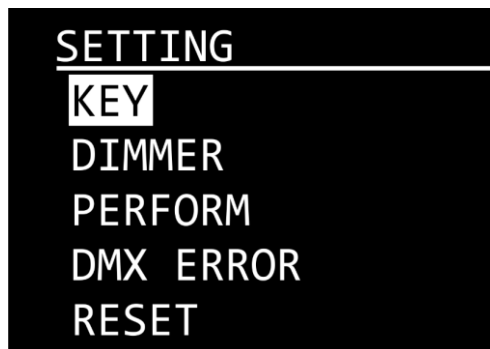 SETTING
KEY
DIMMER
PERFORM
DMX ERROR
RESET